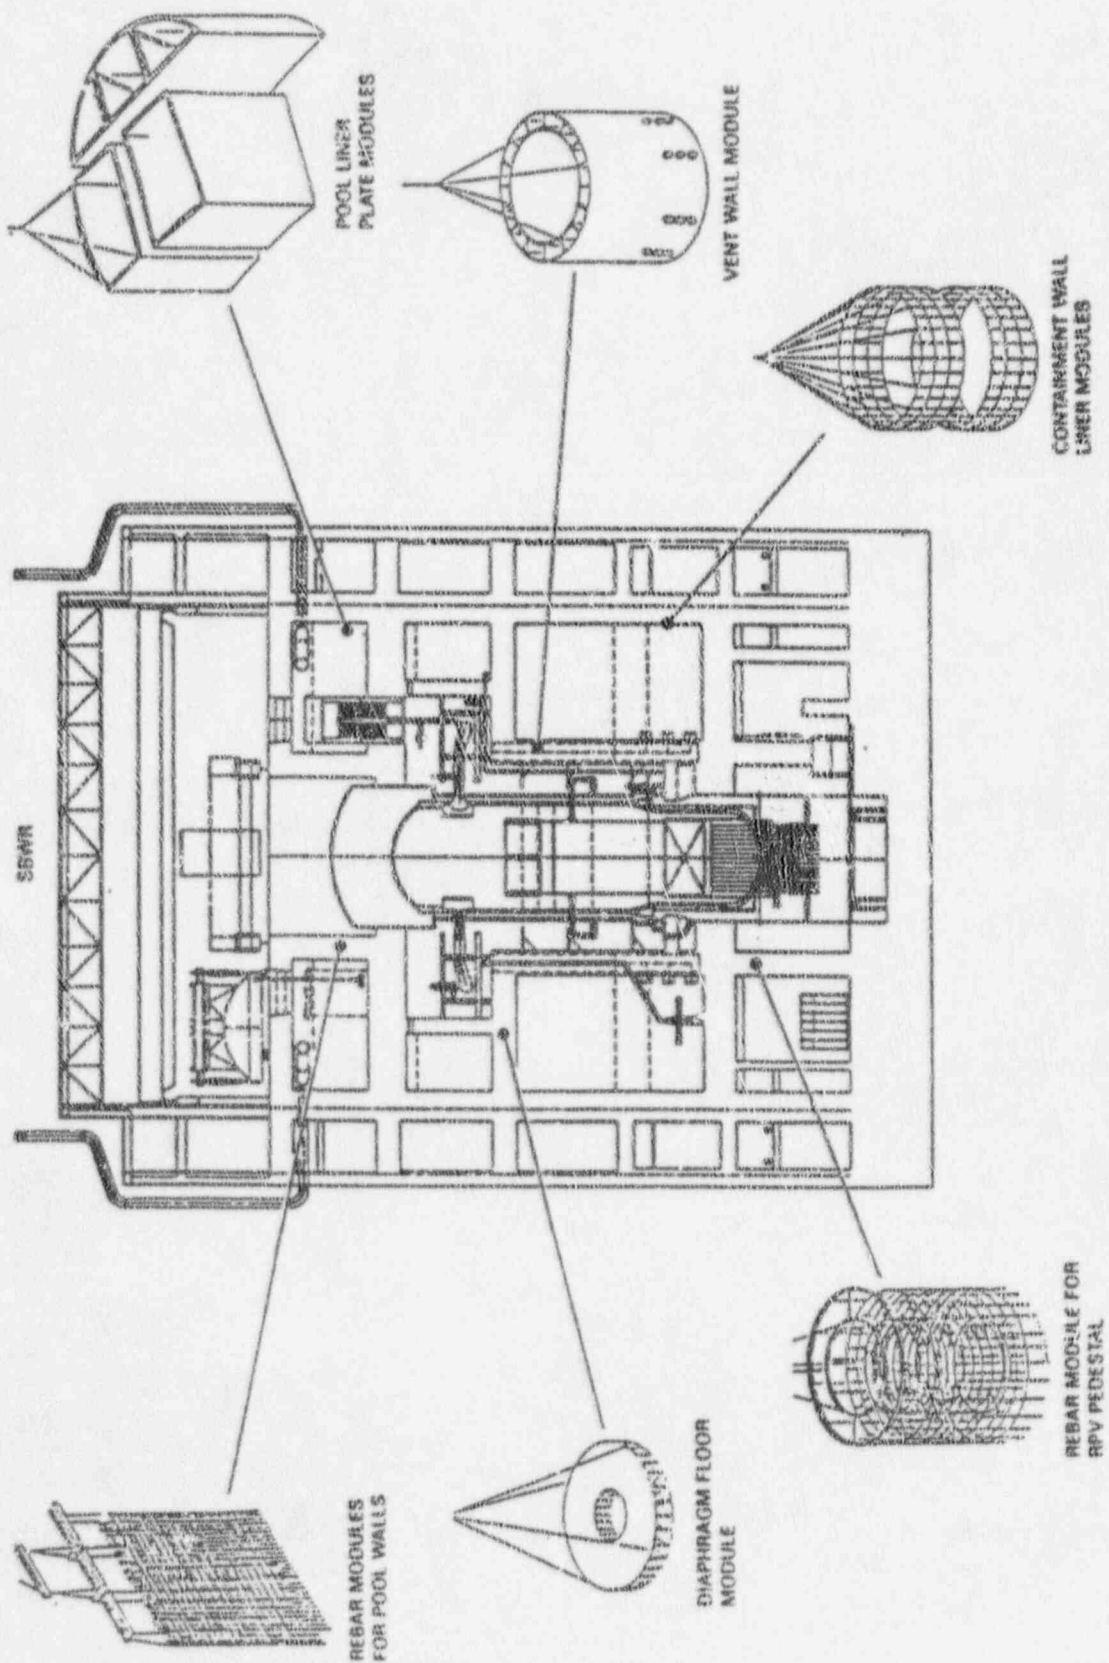 SBWR
REBAR MODULES
FOR POOL WALLS
DIAPHRAGM FLOOR
MODULE
REBAR MODULE FOR
RPV PEDESTAL
POOL LINER
PLATE MODULES
VENT WALL MODULE
CONTAINMENT WALL
LINER MODULES